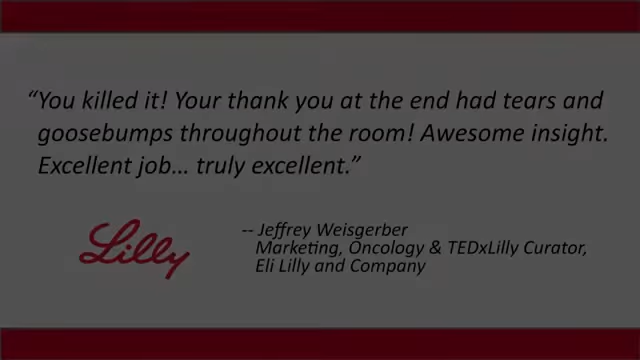 “You killed it! Your thank you at the end had tears and
goosebumps throughout the room! Awesome insight.
Excellent job... truly excellent.”
Lilly
-- Jeffrey Weisgerber
Marketing, Oncology & TEDxLilly Curator,
Eli Lilly and Company